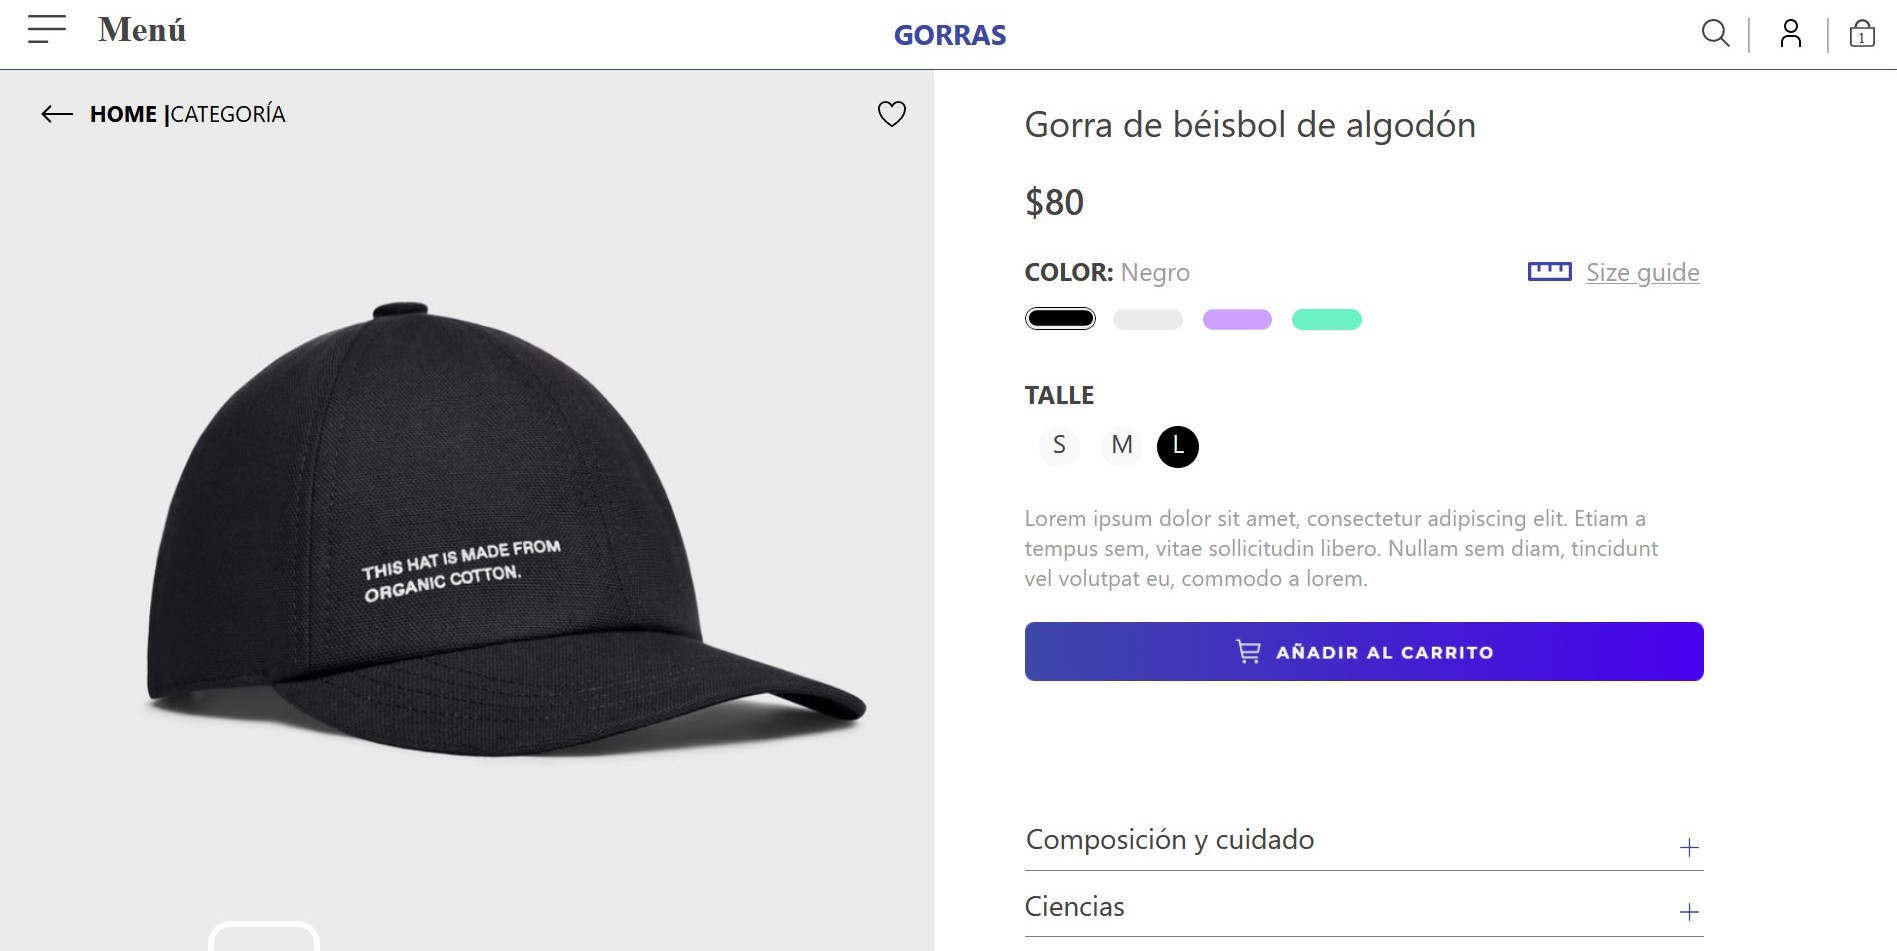 Menú
GORRAS
1
HOME |CATEGORÍA
Gorra de béisbol de algodón
$80
COLOR: Negro
Size guide
TALLE
S M L
Lorem ipsum dolor sit amet, consectetur adipiscing elit. Etiam a
tempus sem, vitae sollicitudin libero. Nullam sem diam, tincidunt
vel volutpat eu, commodo a lorem.
AÑADIR AL CARRITO
Composición y cuidado
Ciencias
THIS HAT IS MADE FROM
ORGANIC COTTON.